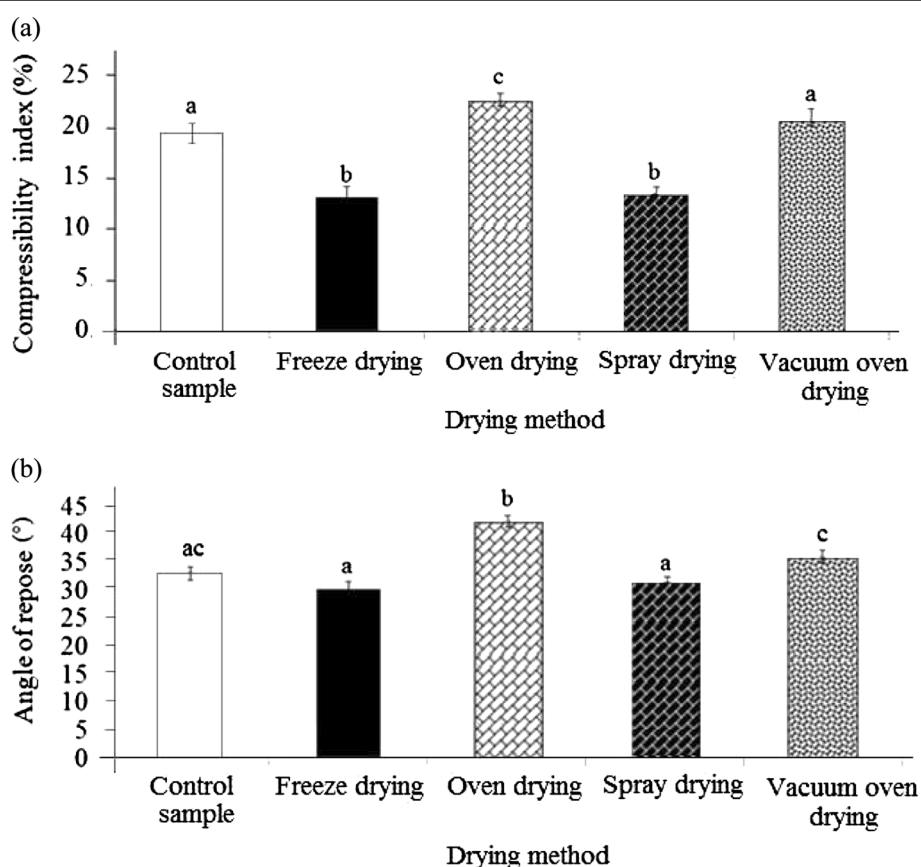 (a)
Compressibility index (%)
25
20
15
10
5
0
a
b
c
b
a
Control
sample
Freeze drying
Oven drying
Spray drying
Vacuum oven
drying
Drying method
(b)
Angle of repose (°)
45
40
35
30
25
20
15
10
5
0
ac
a
b
a
c
Control
sample
Freeze drying
Oven drying
Spray drying
Vacuum oven
drying
Drying method